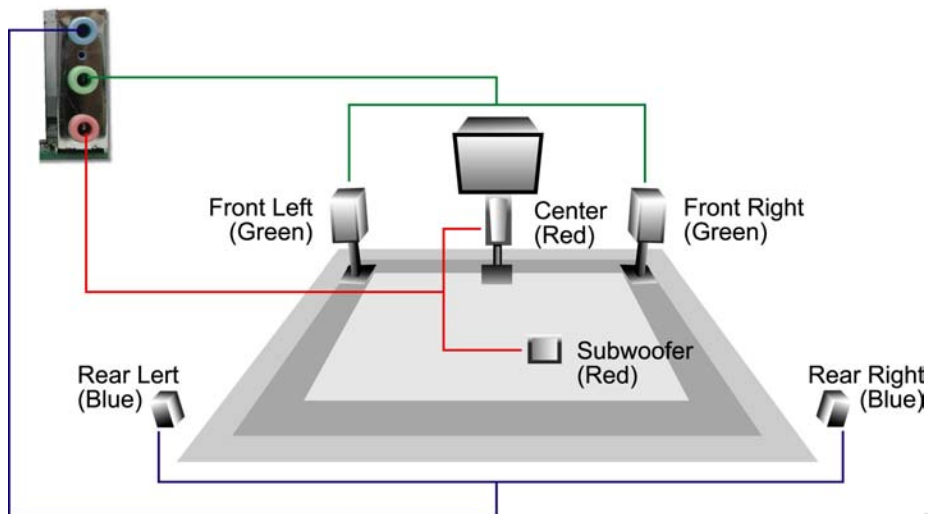 Front Left
(Green)
Center
(Red)
Front Right
(Green)
Subwoofer
(Red)
Rear Lert
(Blue)
Rear Right
(Blue)